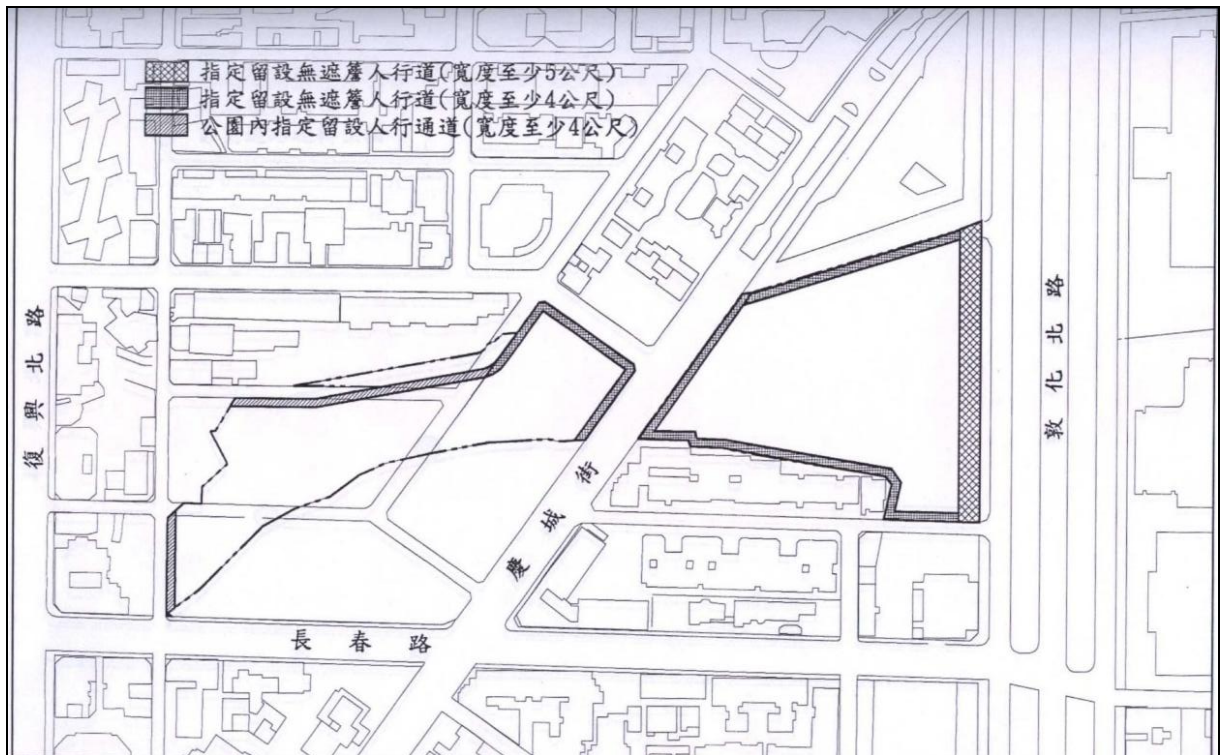 指定留設無遮簷人行道(寬度至少5公尺)
指定留設無遮簷人行道(寬度至少4公尺)
公園內指定留設人行通道(寬度至少4公尺)
復興北路
敦化北路
慶城街
長春路